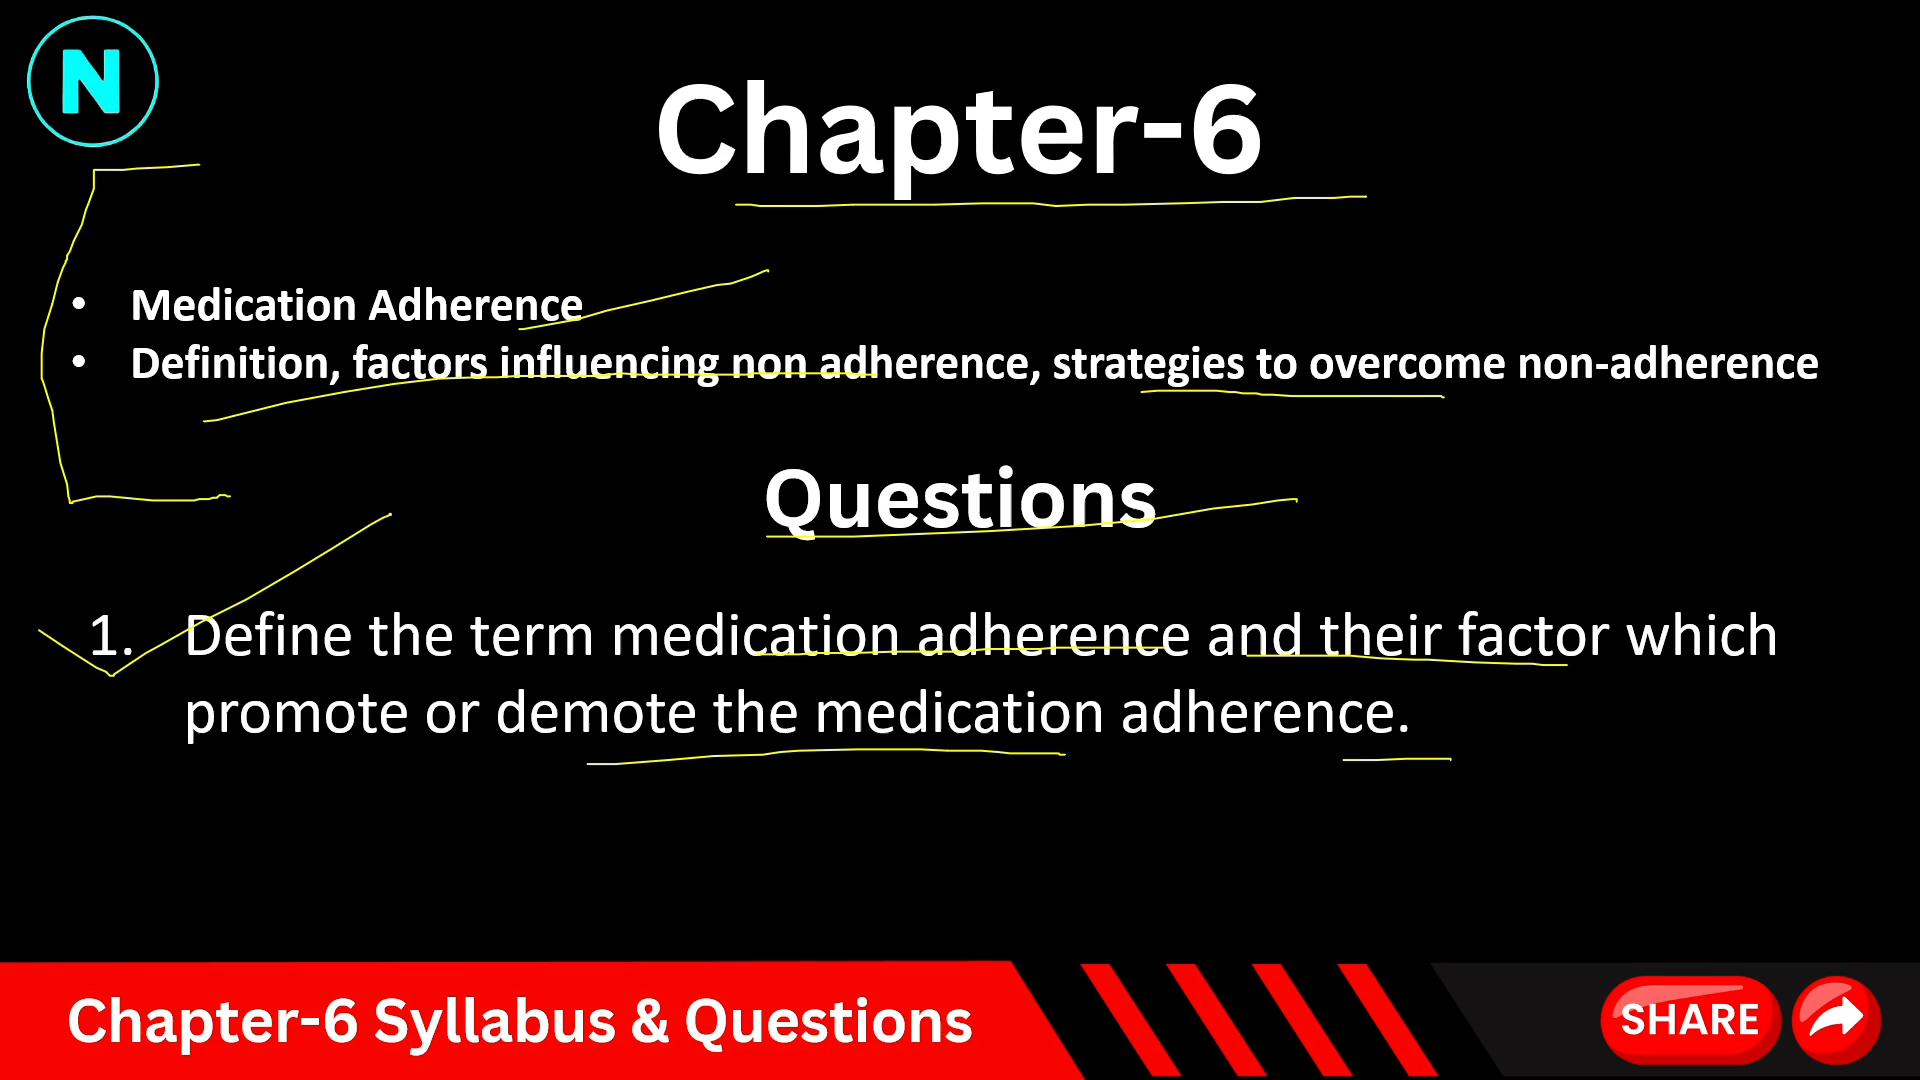 N
Chapter-6
• Medication Adherence
• Definition, factors influencing non adherence, strategies to overcome non-adherence
Questions
1. Define the term medication adherence and their factor which
promote or demote the medication adherence.
Chapter-6 Syllabus & Questions
SHARE